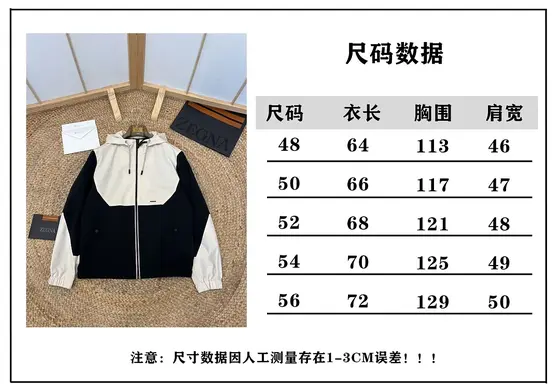 尺码数据
尺码 衣长 胸围 肩宽
48 64 113 46
50 66 117 47
52 68 121 48
54 70 125 49
56 72 129 50
ZEGNA
ZEGNA
注意：尺寸数据因人工测量存在1-3CM误差！！！